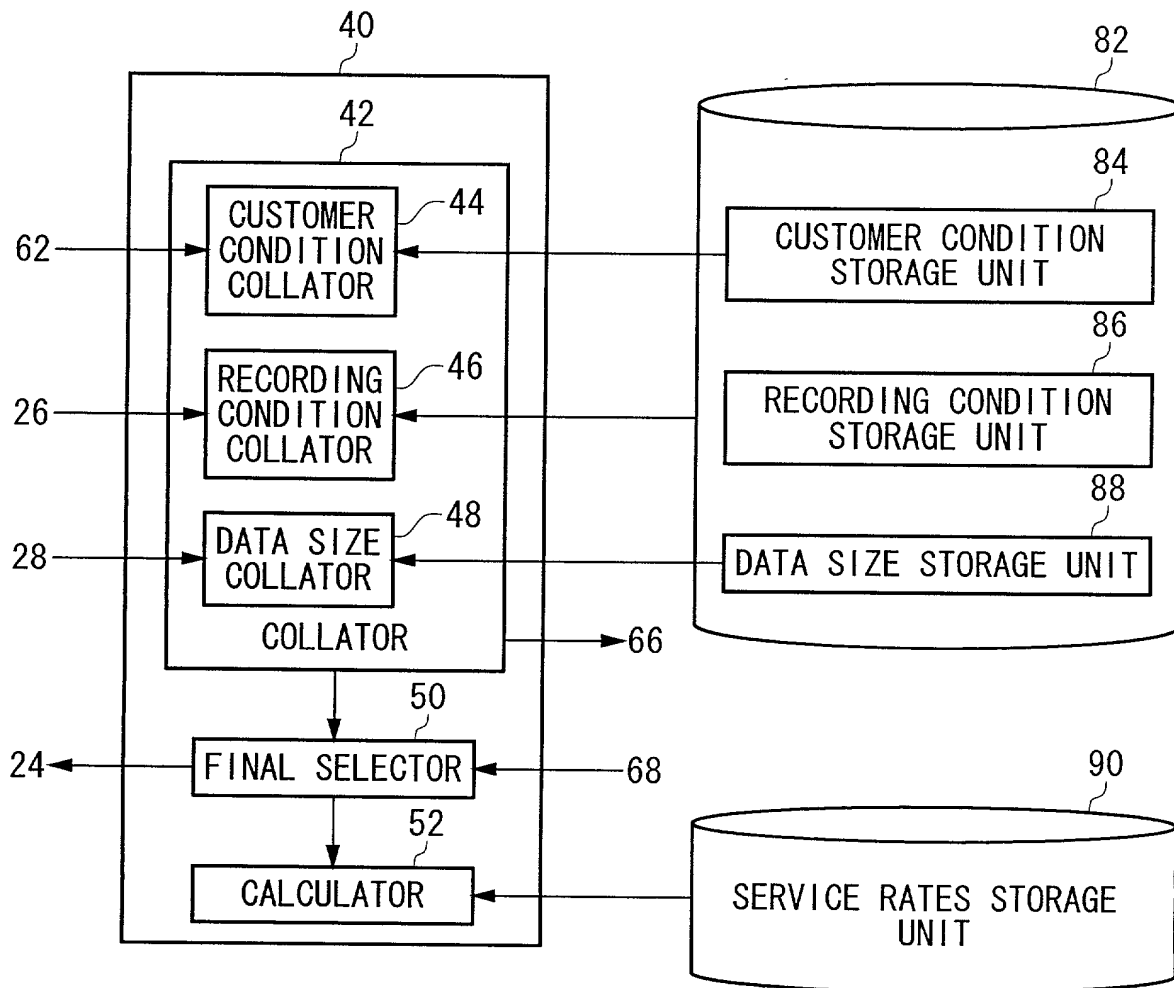 40
82
42
84
CUSTOMER
CONDITION
COLLATOR
44
CUSTOMER CONDITION
STORAGE UNIT
62
86
RECORDING
CONDITION
COLLATOR
46
RECORDING CONDITION
STORAGE UNIT
26
88
DATA SIZE
COLLATOR
48
DATA SIZE STORAGE UNIT
28
COLLATOR
66
50
24
FINAL SELECTOR
68
90
52
CALCULATOR
SERVICE RATES STORAGE
UNIT